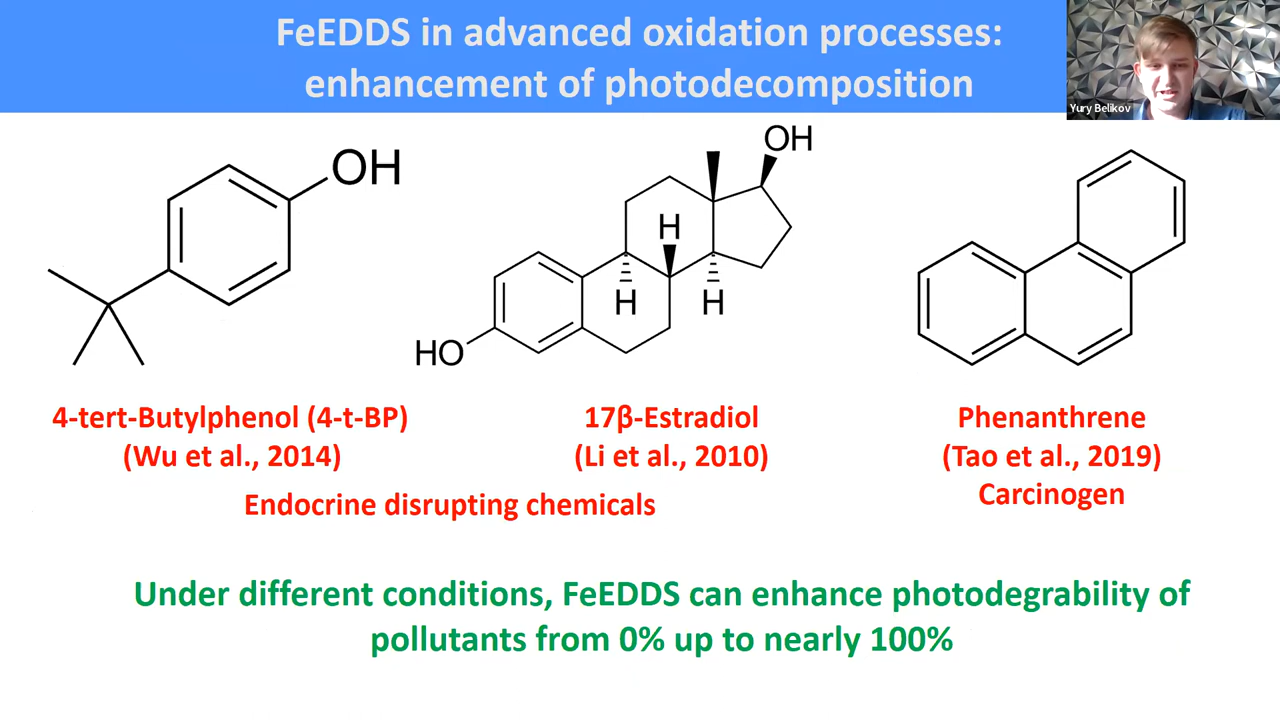 FeEDDS in advanced oxidation processes:
enhancement of photodecomposition
Yury Belikov
OH
OH
H
H
H
HO
4-tert-Butylphenol (4-t-BP)
(Wu et al., 2014)
17β-Estradiol
(Li et al., 2010)
Phenanthrene
(Tao et al., 2019)
Carcinogen
Endocrine disrupting chemicals
Under different conditions, FeEDDS can enhance photodegrability of
pollutants from 0% up to nearly 100%